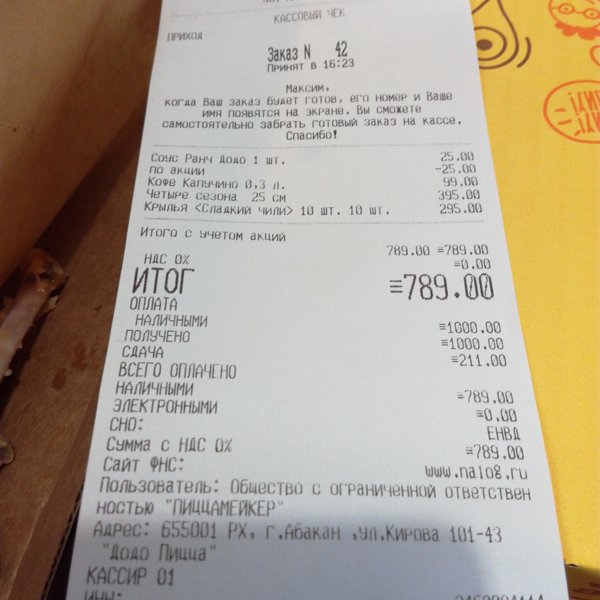 КАССОВЫЙ ЧЕК
ПРИХОД
Заказ N 42
Принят в 16:23
Максим,
когда Ваш заказ будет готов, его номер и Ваше
имя появятся на экране. Вы сможете
самостоятельно забрать готовый заказ на кассе.
Спасибо!
Соус Ранч Додо 1 шт. 25.00
по акции -25.00
Кофе Капучино 0,3 л. 99.00
Четыре сезона 25 см 395.00
Крылья <Сладкий чили> 10 шт. 10 шт. 295.00
Итого с учетом акций
789.00 =789.00
НДС 0% =0.00
ИТОГ =789.00
ОПЛАТА
НАЛИЧНЫМИ =1000.00
ПОЛУЧЕНО =1000.00
СДАЧА =211.00
ВСЕГО ОПЛАЧЕНО
НАЛИЧНЫМИ =789.00
ЭЛЕКТРОННЫМИ =0.00
СНО: ЕНВД
Сумма с НДС 0% =789.00
Сайт ФНС: www.nalog.ru
Пользователь: Общество с ограниченной ответствен
ностью "ПИЦЦАМЕЙКЕР"
Адрес: 655001 РХ, г.Абакан ,ул.Кирова 101-43
"Додо Пицца"
КАССИР 01
ИНН: